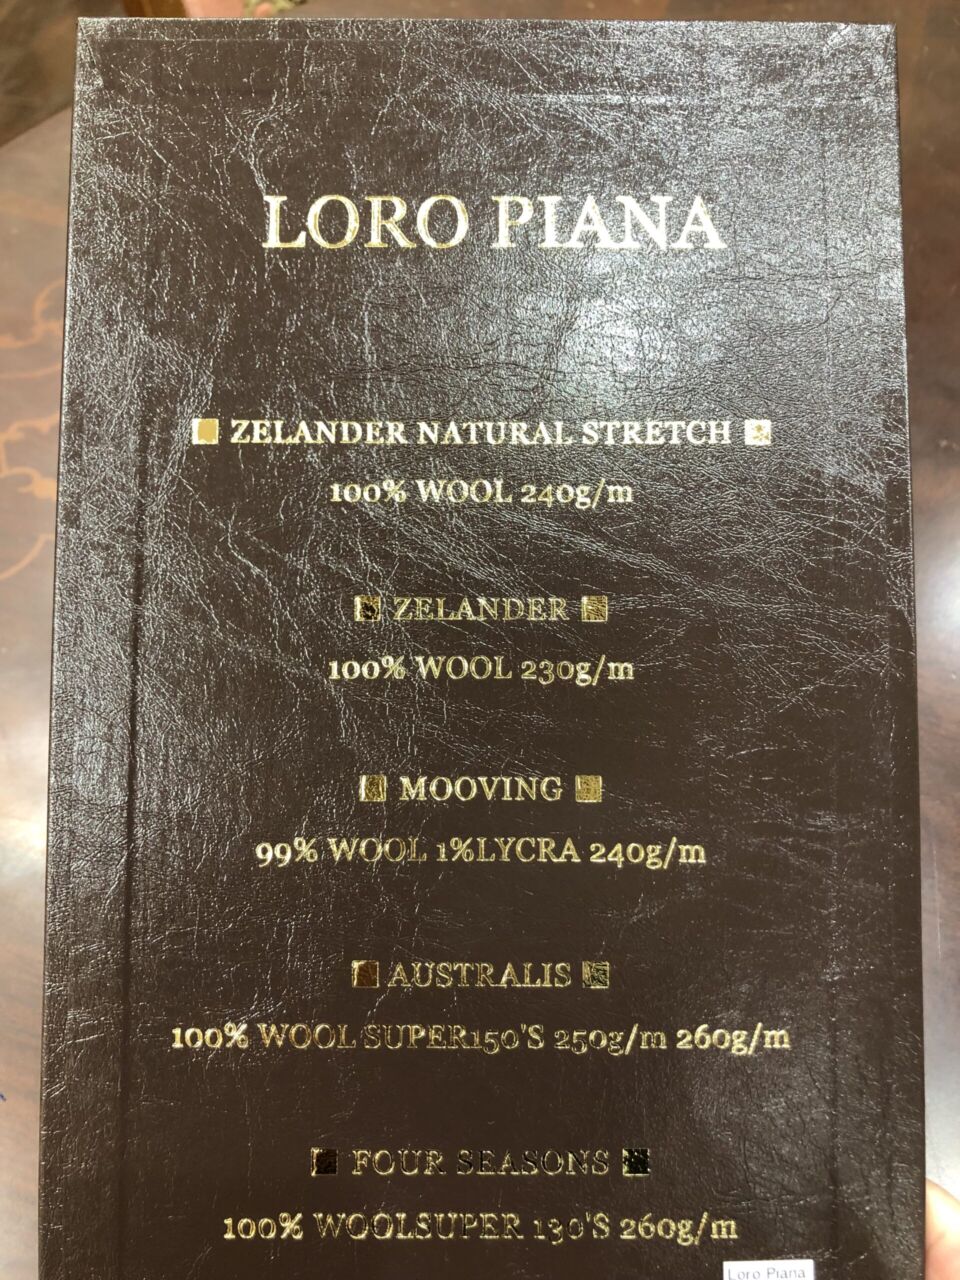 LORO PIANA
ZELANDER NATURAL STRETCH
100% WOOL 240g/m
ZELANDER
100% WOOL 230g/m
MOOVING
99% WOOL 1%LYCRA 240g/m
AUSTRALIS
100% WOOL SUPER150'S 250g/m 260g/m
FOUR SEASONS
100% WOOLSUPER 130'S 260g/m
Loro Piana